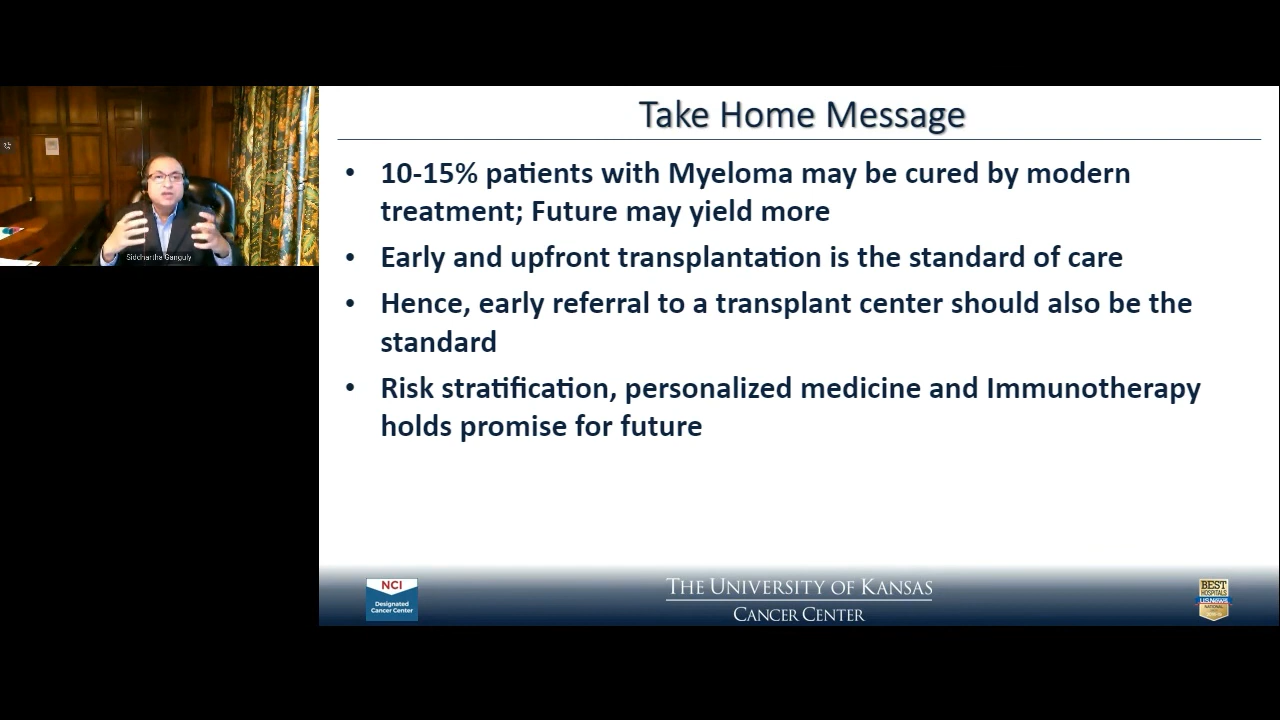 Siddhartha Ganguly
Take Home Message
• 10-15% patients with Myeloma may be cured by modern
treatment; Future may yield more
• Early and upfront transplantation is the standard of care
• Hence, early referral to a transplant center should also be the
standard
• Risk stratification, personalized medicine and Immunotherapy
holds promise for future
NCI
Designated
Cancer Center
THE UNIVERSITY OF KANSAS
CANCER CENTER
BEST
HOSPITALS
U.S.News
NATIONAL